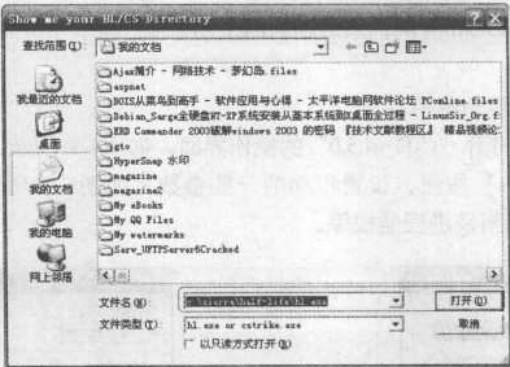 Show me your HL/CS Directory
查找范围(I): 我的文档
Ajax简介 - 网络技术 - 梦幻岛.files
aspnet
BOIS从菜鸟到高手 - 软件应用与心得 - 太平洋电脑网软件论坛 PConline.files
Debian_Sarge全硬盘NT-XP系统安装从基本系统到桌面全过程 - LinuxSir_Org.f
ERD Commander 2003破解windows 2003 的密码 『技术文献教程区』 精品视频论
gto
HyperSnap 水印
magazine
magazine2
My eBooks
My QQ Files
My watermarks
Serv_UFTPServer6Cracked
我最近的文档
桌面
我的文档
我的电脑
网上邻居
文件名(N): c:\sierra\half-life\hl.exe 打开(O)
文件类型(T): hl.exe or cstrike.exe 取消
以只读方式打开(R)